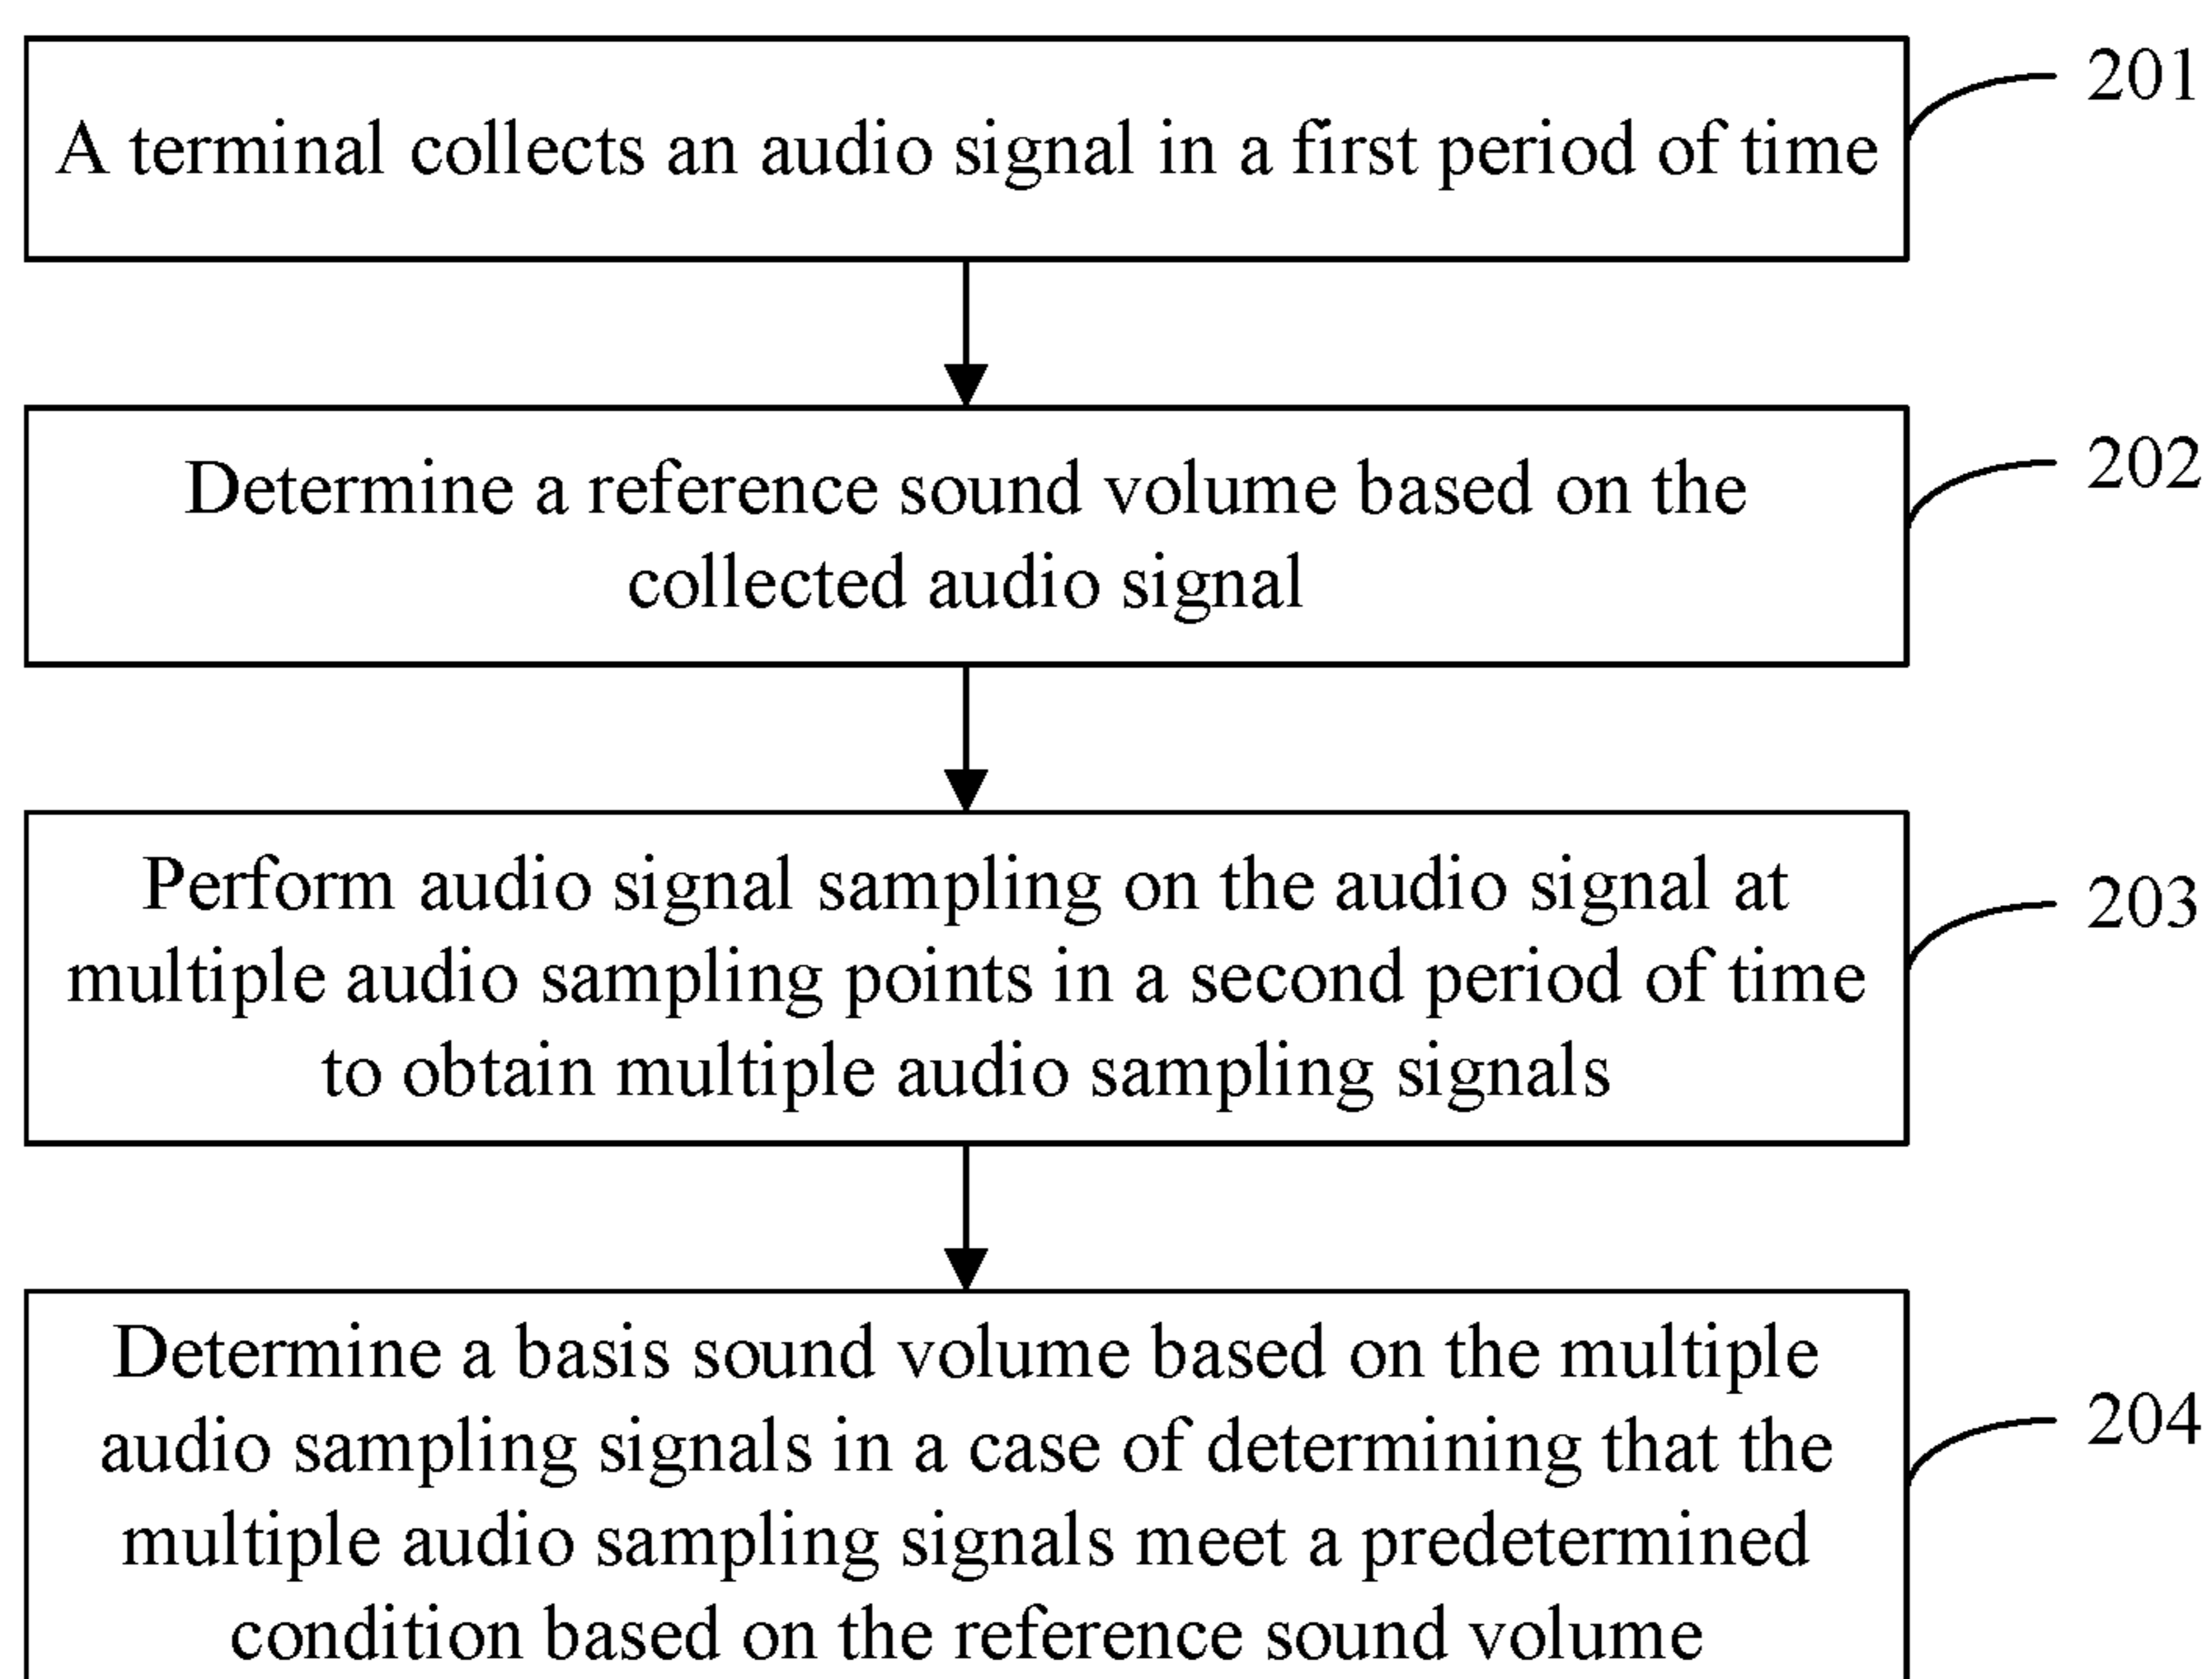 A terminal collects an audio signal in a first period of time
201
Determine a reference sound volume based on the
collected audio signal
202
Perform audio signal sampling on the audio signal at
multiple audio sampling points in a second period of time
to obtain multiple audio sampling signals
203
Determine a basis sound volume based on the multiple
audio sampling signals in a case of determining that the
multiple audio sampling signals meet a predetermined
condition based on the reference sound volume
204